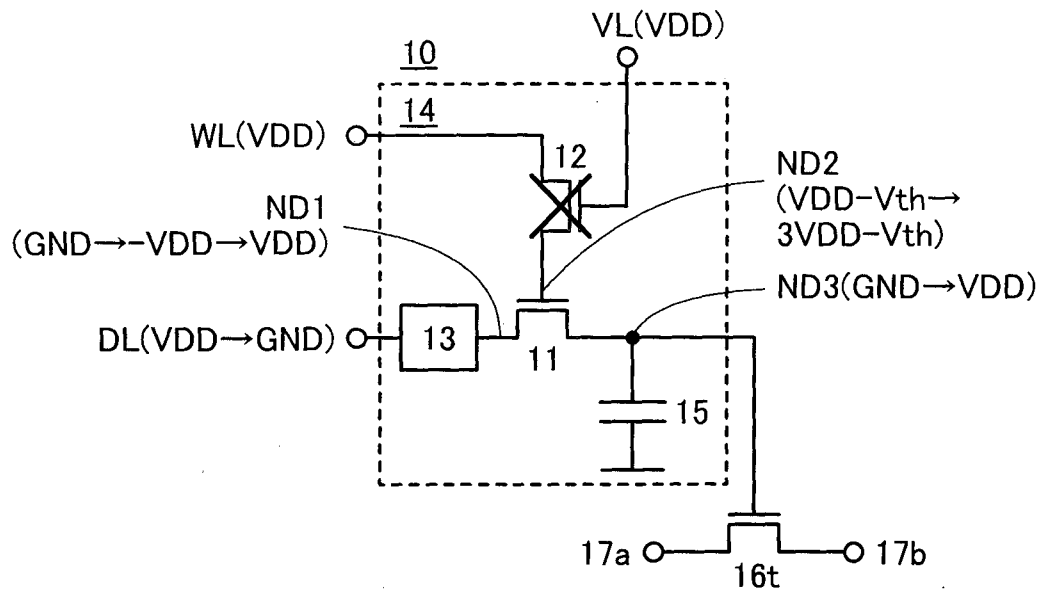 VL(VDD)
10
14
WL(VDD)
12
ND1
(GND→-VDD→VDD)
ND2
(VDD-Vth→
3VDD-Vth)
ND3(GND→VDD)
DL(VDD→GND)
13
11
15
17a
16t
17b